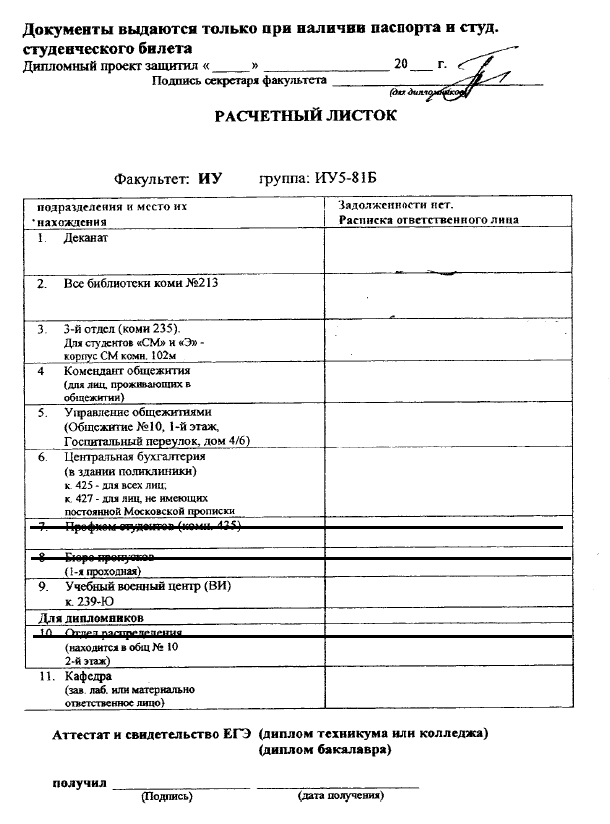 Документы выдаются только при наличии паспорта и студ.
студенческого билета
Дипломный проект защитил «_____» ____________________ 20 ___ г.
Подпись секретаря факультета ____________________
(для дипломников)
РАСЧЕТНЫЙ ЛИСТОК
Факультет: ИУ группа: ИУ5-81Б
подразделения и место их
нахождения
Задолженности нет.
Расписка ответственного лица
1. Деканат
2. Все библиотеки комн №213
3. 3-й отдел (комн 235).
Для студентов «СМ» и «Э» -
корпус СМ комн. 102м
4 Комендант общежития
(для лиц, проживающих в
общежитии)
5. Управление общежитиями
(Общежитие №10, 1-й этаж,
Госпитальный переулок, дом 4/6)
6. Центральная бухгалтерия
(в здании поликлиники)
к. 425 - для всех лиц;
к. 427 - для лиц, не имеющих
постоянной Московской прописки
7. Профком студентов (комн. 435)
8 Бюро пропусков
(1-я проходная)
9. Учебный военный центр (ВИ)
к. 239-Ю
Для дипломников
10. Отдел распределения
(находится в общ № 10
2-й этаж)
11. Кафедра
(зав. лаб. или материально
ответственное лицо)
Аттестат и свидетельство ЕГЭ (диплом техникума или колледжа)
(диплом бакалавра)
получил ____________________ ____________________
(Подпись) (дата получения)